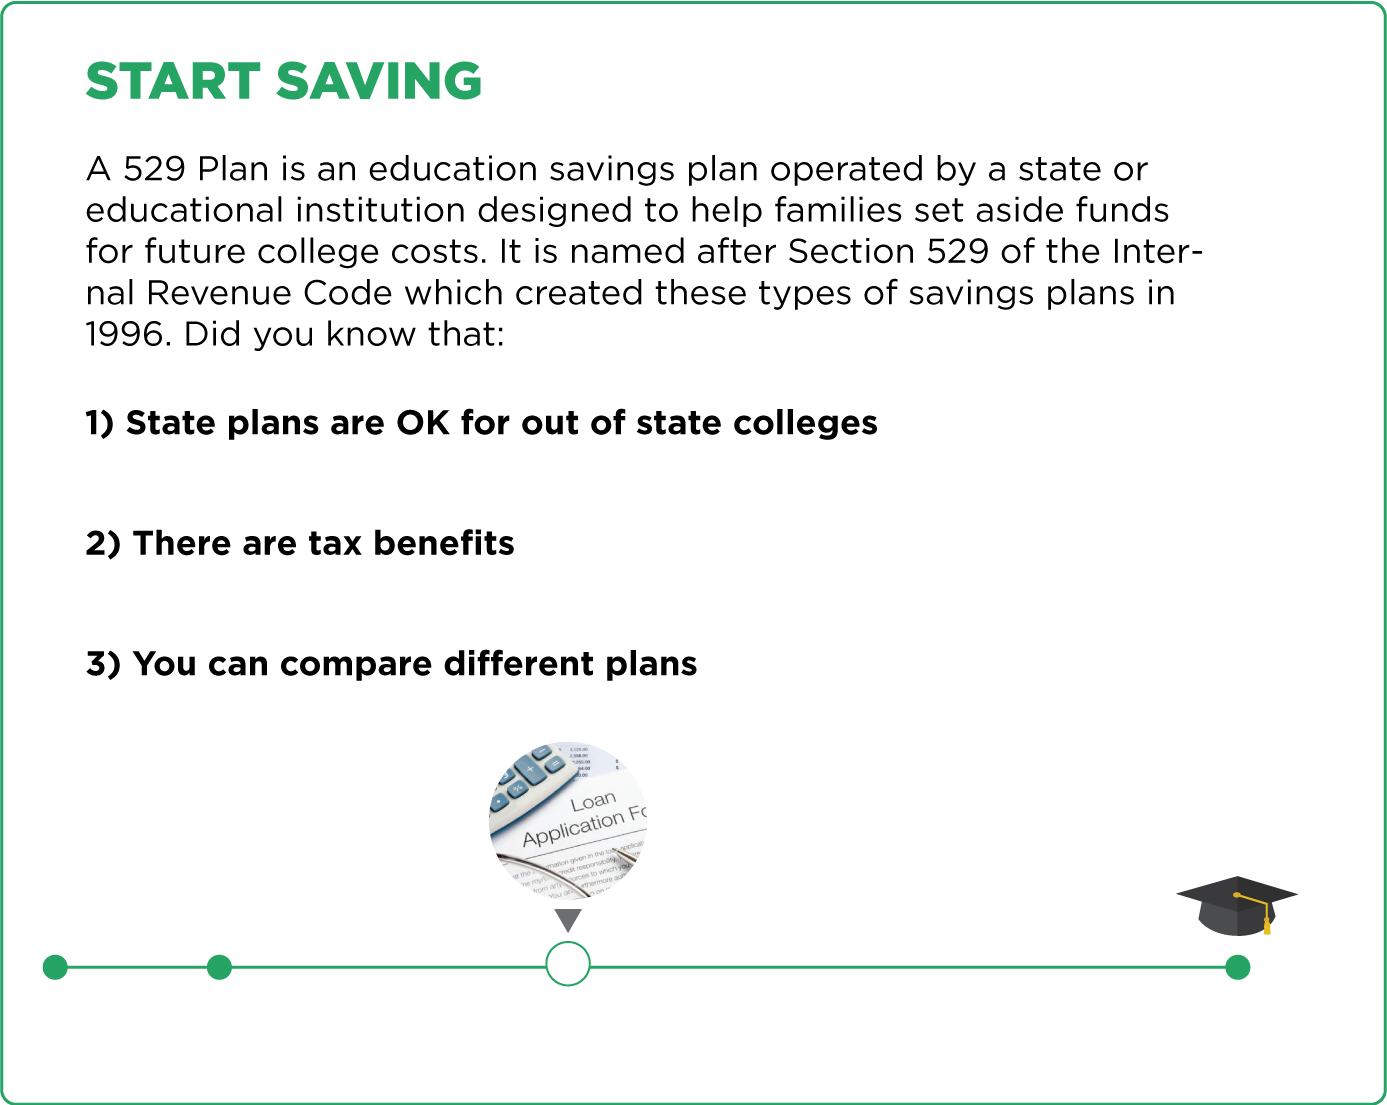 START SAVING
A 529 Plan is an education savings plan operated by a state or
educational institution designed to help families set aside funds
for future college costs. It is named after Section 529 of the Inter-
nal Revenue Code which created these types of savings plans in
1996. Did you know that:
1) State plans are OK for out of state colleges
2) There are tax benefits
3) You can compare different plans
Loan
Application